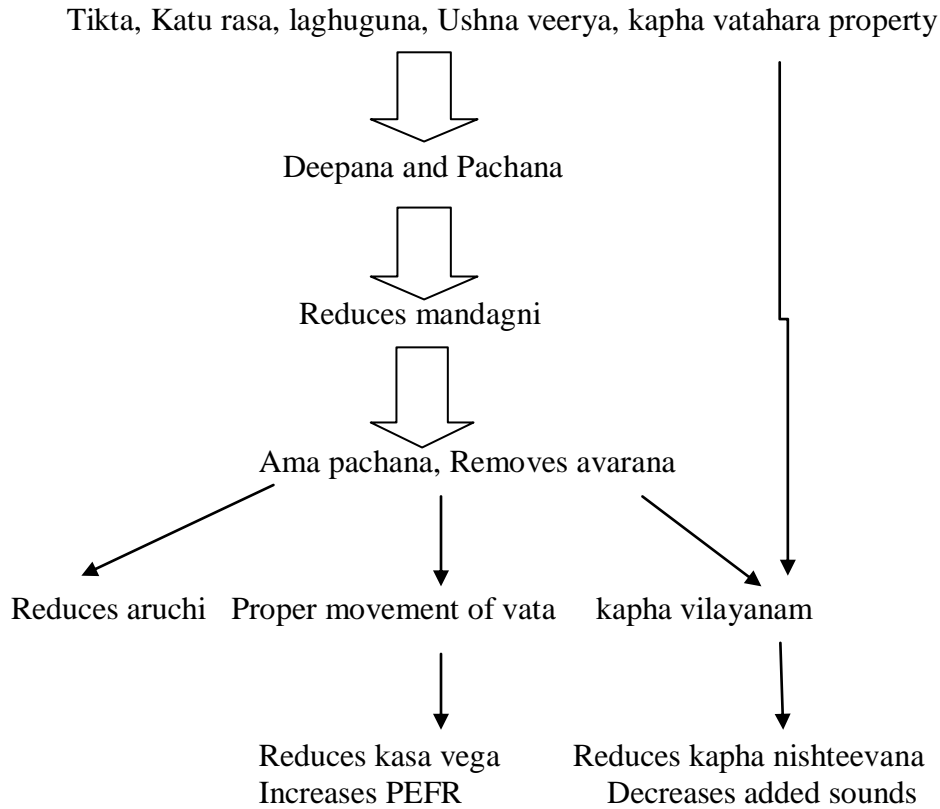 Tikta, Katu rasa, laghuguna, Ushna veerya, kapha vatahara property
Deepana and Pachana
Reduces mandagni
Ama pachana, Removes avarana
Reduces aruchi
Proper movement of vata
kapha vilayanam
Reduces kasa vega
Increases PEFR
Reduces kapha nishteevana
Decreases added sounds